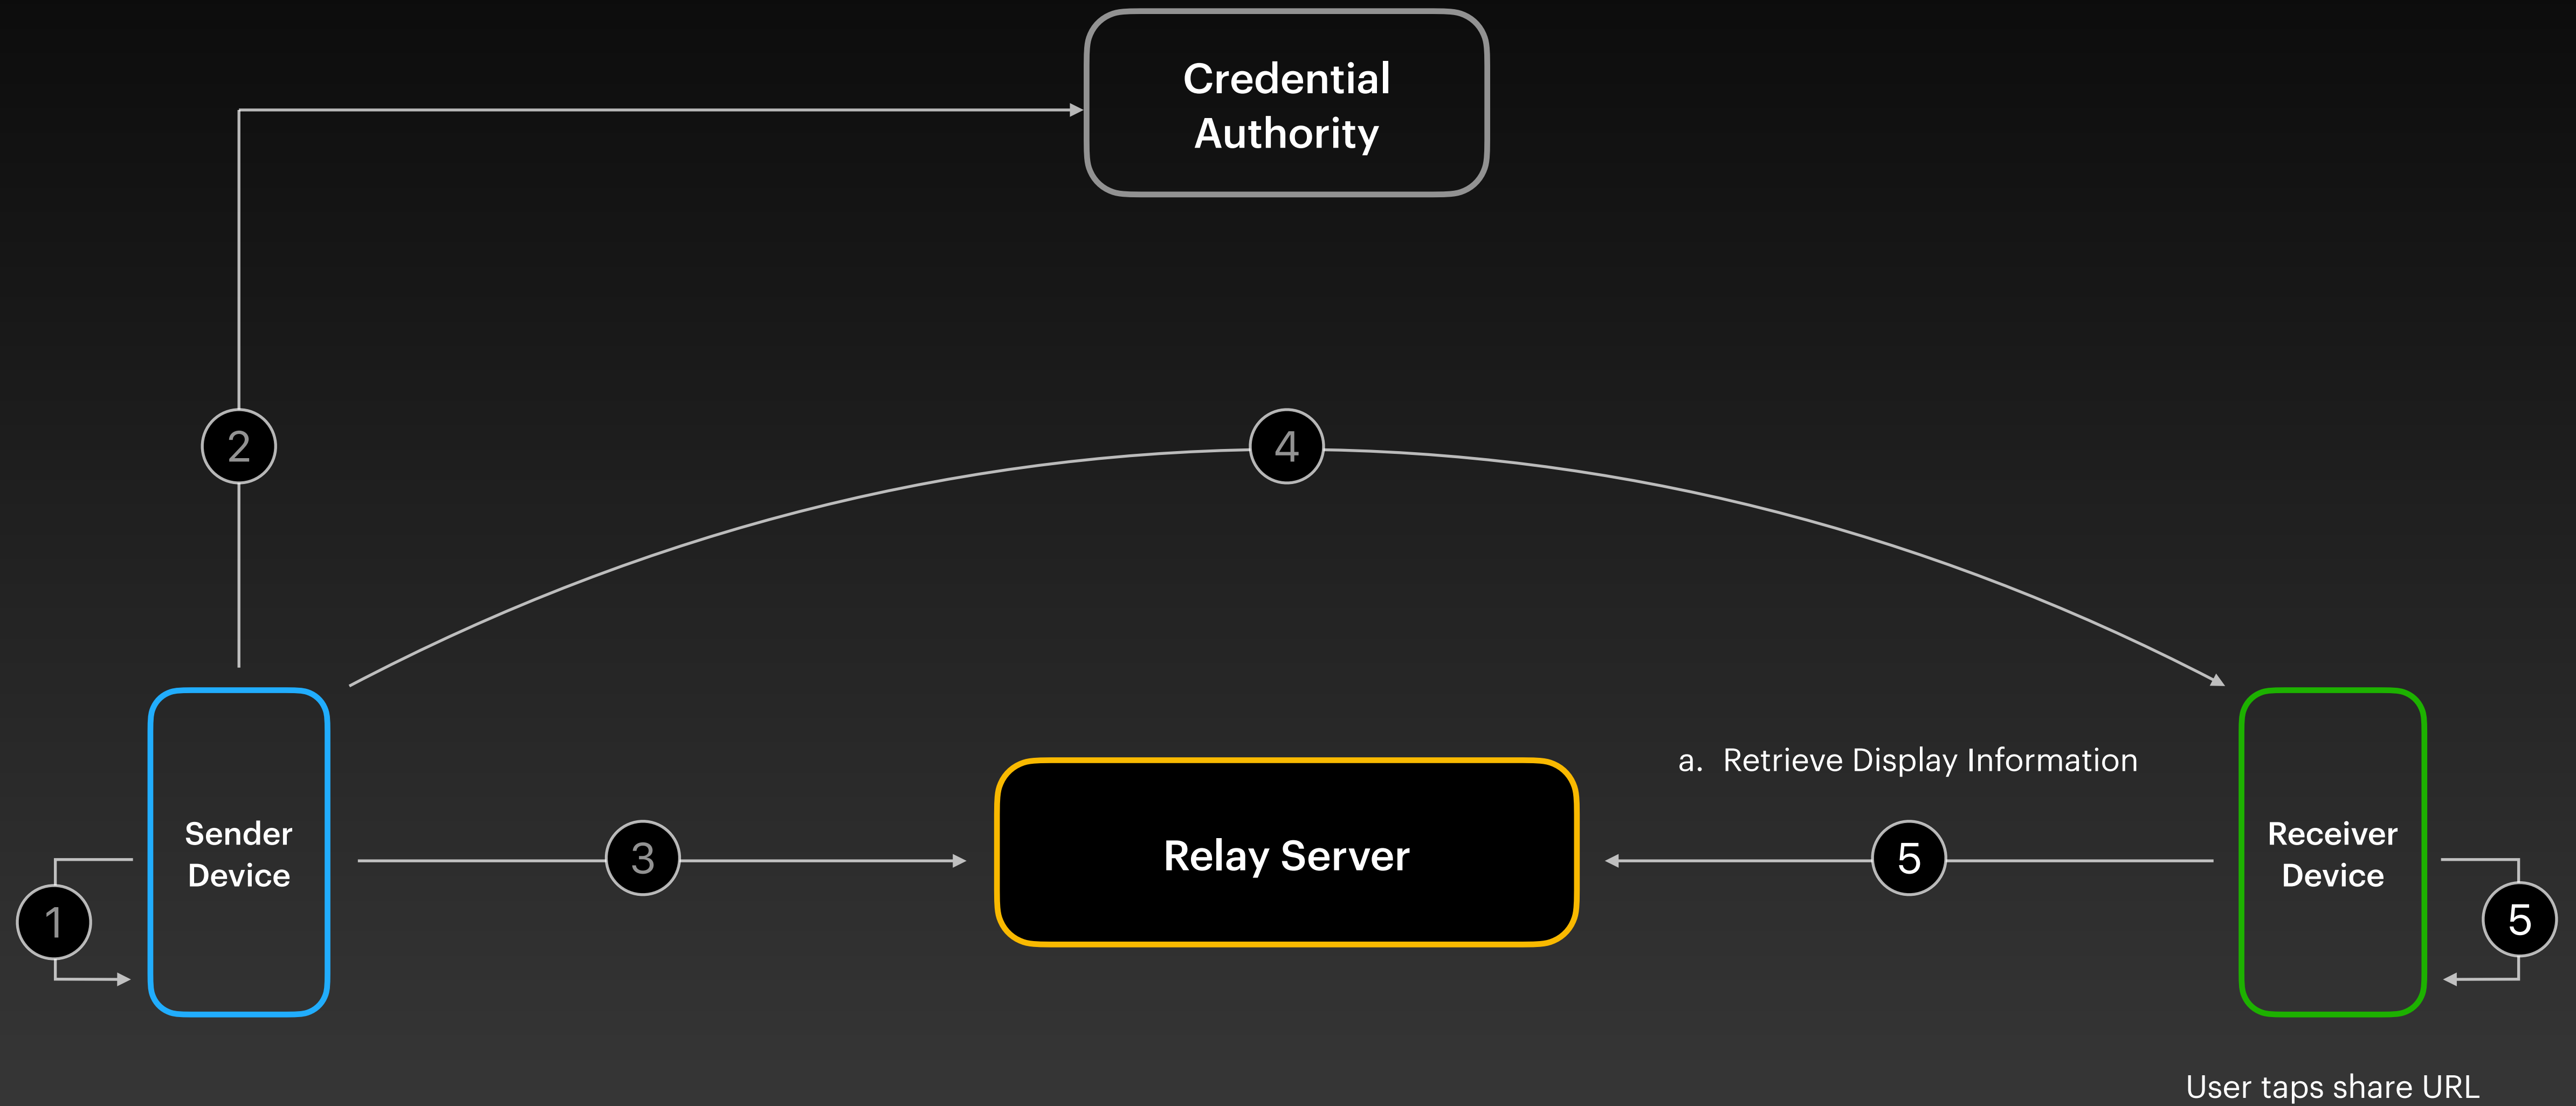 Credential
Authority
2
4
a. Retrieve Display Information
Sender
Device
3
Relay Server
5
Receiver
Device
1
5
User taps share URL